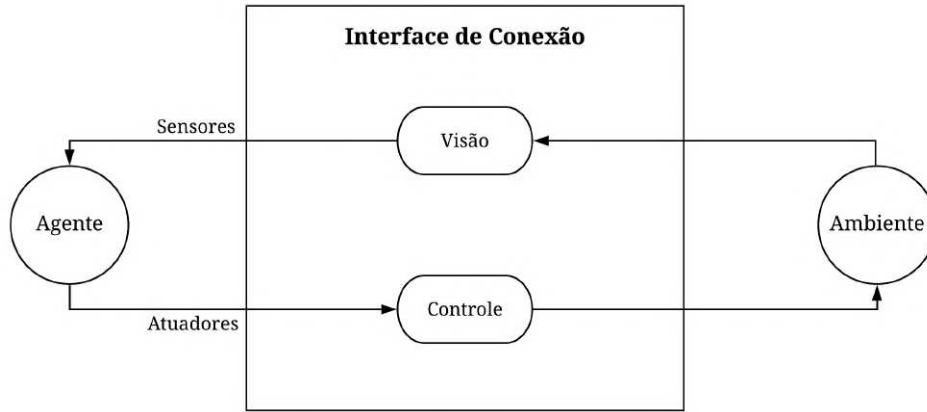 Interface de Conexão
Sensores
Visão
Agente
Ambiente
Controle
Atuadores